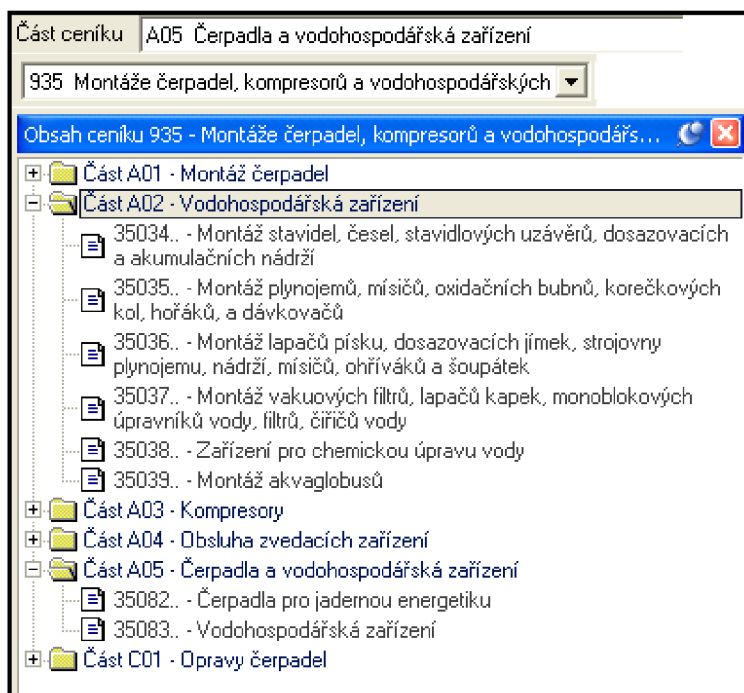 Část ceníku A05 Čerpadla a vodohospodářská zařízení
935 Montáže čerpadel, kompresorů a vodohospodářských
Obsah ceníku 935 - Montáže čerpadel, kompresorů a vodohospodářs...
Část A01 - Montáž čerpadel
Část A02 - Vodohospodářská zařízení
35034.. - Montáž stavidel, česel, stavidlových uzávěrů, dosazovacích
a akumulačních nádrží
35035.. - Montáž plynojemů, mísičů, oxidačních bubnů, korečkových
kol, hořáků, a dávkovačů
35036.. - Montáž lapačů písku, dosazovacích jímek, strojovny
plynojemu, nádrží, mísičů, ohříváků a šoupátek
35037.. - Montáž vakuových filtrů, lapačů kapek, monoblokových
úpravníků vody, filtrů, čiřičů vody
35038.. - Zařízení pro chemickou úpravu vody
35039.. - Montáž akvaglobusů
Část A03 - Kompresory
Část A04 - Obsluha zvedacích zařízení
Část A05 - Čerpadla a vodohospodářská zařízení
35082.. - Čerpadla pro jadernou energetiku
35083.. - Vodohospodářská zařízení
Část C01 - Opravy čerpadel